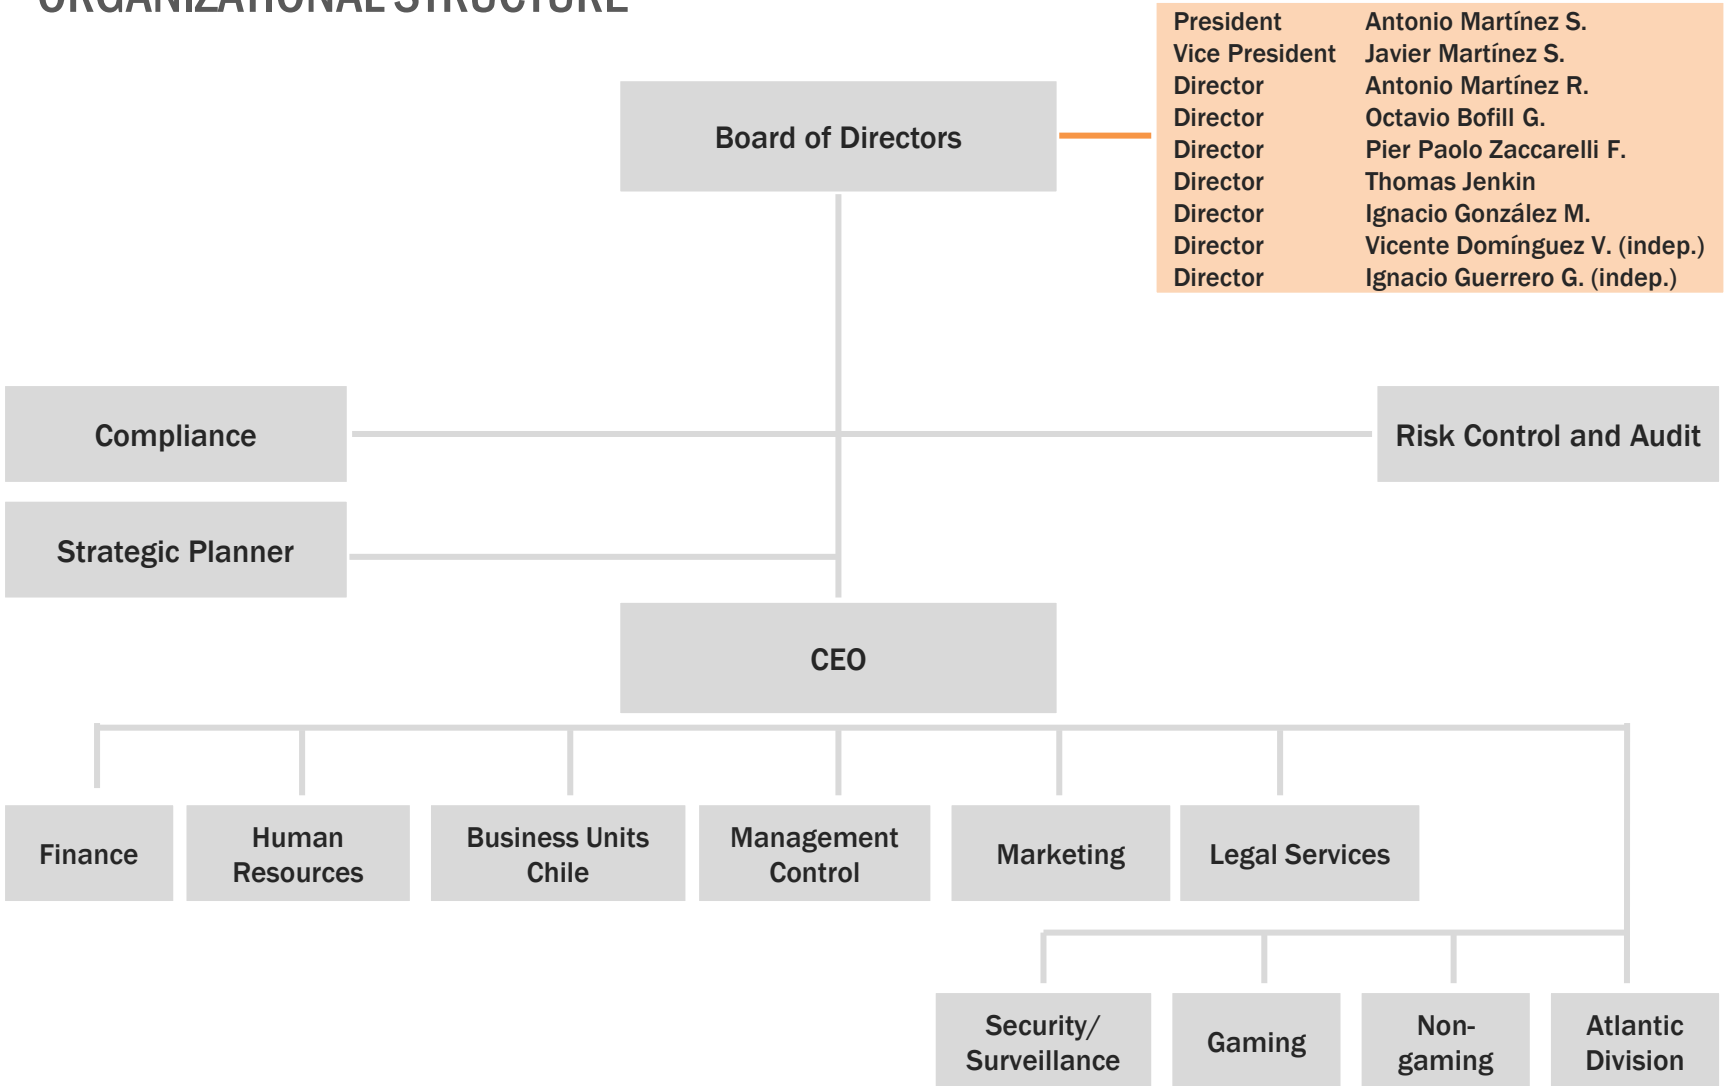 ORGANIZATIONAL STRUCTURE
President Antonio Martínez S.
Vice President Javier Martínez S.
Director Antonio Martínez R.
Director Octavio Bofill G.
Director Pier Paolo Zaccarelli F.
Director Thomas Jenkin
Director Ignacio González M.
Director Vicente Domínguez V. (indep.)
Director Ignacio Guerrero G. (indep.)
Board of Directors
Compliance
Risk Control and Audit
Strategic Planner
CEO
Finance
Human
Resources
Business Units
Chile
Management
Control
Marketing
Legal Services
Security/
Surveillance
Gaming
Non-
gaming
Atlantic
Division